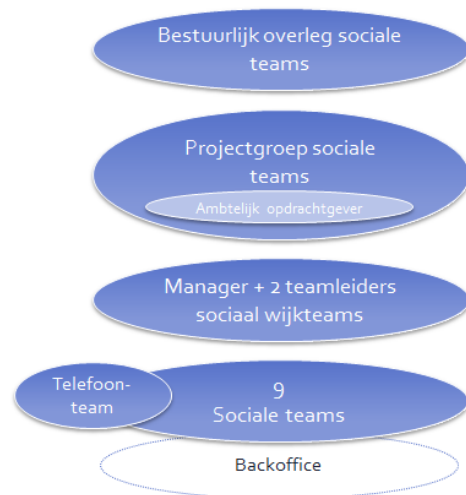 Bestuurlijk overleg sociale
teams
Projectgroep sociale
teams
Ambtelijk opdrachtgever
Manager + 2 teamleiders
sociaal wijkteams
Telefoon-
team
9
Sociale teams
Backoffice